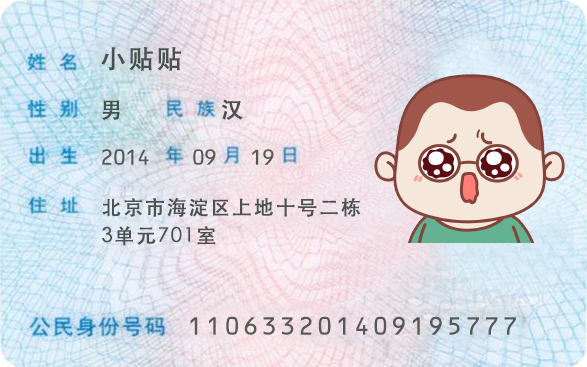 姓名 小贴贴
性别 男 民族 汉
出生 2014 年 09 月 19 日
住址 北京市海淀区上地十号二栋
3单元701室
公民身份号码 110633201409195777